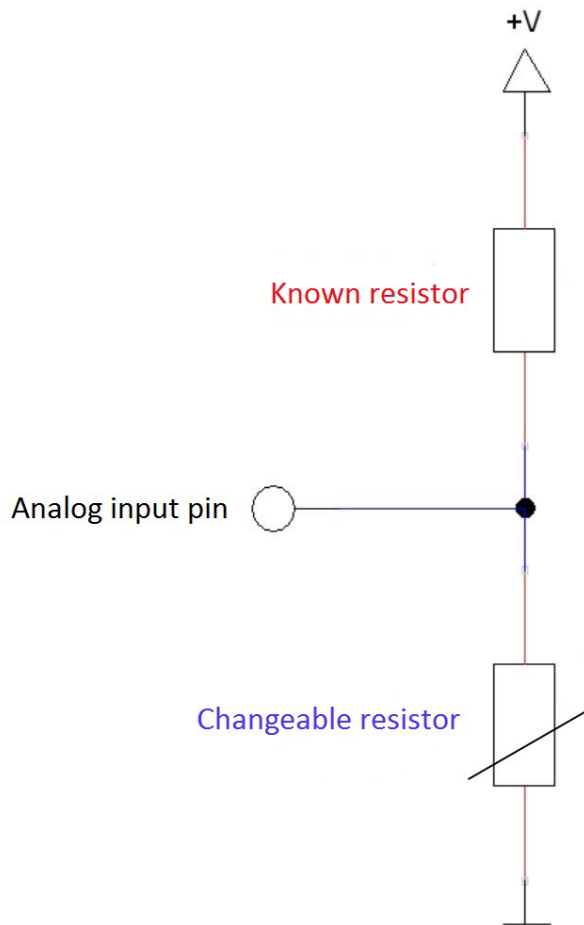 +V
Known resistor
Analog input pin
Changeable resistor